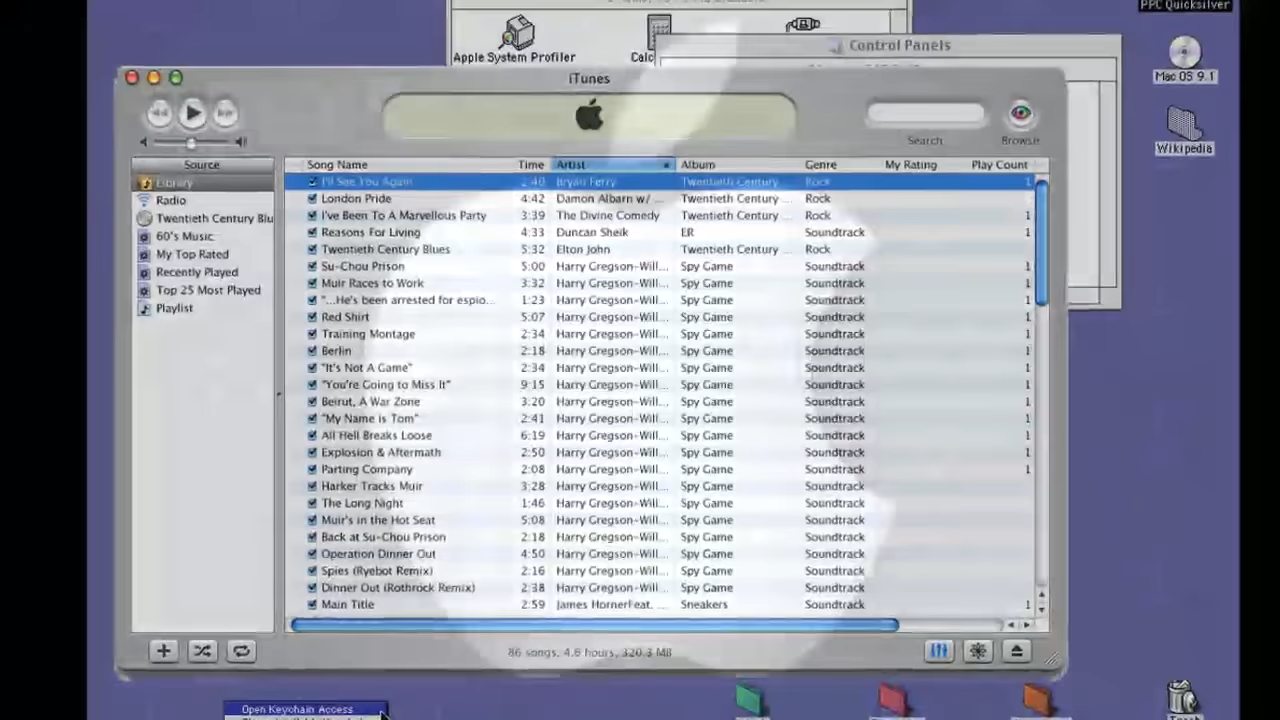 PPC Quicksilver
Apple System Profiler
Calc
Control Panels
Mac OS 9.1
Wikipedia
iTunes
Search
Browse
Source
Library
Radio
Twentieth Century Blu
60's Music
My Top Rated
Recently Played
Top 25 Most Played
Playlist
Song Name Time Artist Album Genre My Rating Play Count
I'll See You Again 2:40 Bryan Ferry Twentieth Century Rock 1
London Pride 4:42 Damon Albarn w/ ... Twentieth Century ... Rock
I've Been To A Marvellous Party 3:39 The Divine Comedy Twentieth Century ... Rock 1
Reasons For Living 4:33 Duncan Sheik ER Soundtrack 1
Twentieth Century Blues 5:32 Elton John Twentieth Century ... Rock
Su-Chou Prison 5:00 Harry Gregson-Will... Spy Game Soundtrack 1
Muir Races to Work 3:32 Harry Gregson-Will... Spy Game Soundtrack 1
"...He's been arrested for espio... 1:23 Harry Gregson-Will... Spy Game Soundtrack 1
Red Shirt 5:07 Harry Gregson-Will... Spy Game Soundtrack 1
Training Montage 2:34 Harry Gregson-Will... Spy Game Soundtrack 1
Berlin 2:18 Harry Gregson-Will... Spy Game Soundtrack 1
"It's Not A Game" 2:34 Harry Gregson-Will... Spy Game Soundtrack 1
"You're Going to Miss It" 9:15 Harry Gregson-Will... Spy Game Soundtrack 1
Beirut, A War Zone 3:20 Harry Gregson-Will... Spy Game Soundtrack 1
"My Name is Tom" 2:41 Harry Gregson-Will... Spy Game Soundtrack 1
All Hell Breaks Loose 6:19 Harry Gregson-Will... Spy Game Soundtrack 1
Explosion & Aftermath 2:50 Harry Gregson-Will... Spy Game Soundtrack 1
Parting Company 2:08 Harry Gregson-Will... Spy Game Soundtrack 1
Harker Tracks Muir 3:28 Harry Gregson-Will... Spy Game Soundtrack
The Long Night 1:46 Harry Gregson-Will... Spy Game Soundtrack
Muir's in the Hot Seat 5:08 Harry Gregson-Will... Spy Game Soundtrack
Back at Su-Chou Prison 2:18 Harry Gregson-Will... Spy Game Soundtrack
Operation Dinner Out 4:50 Harry Gregson-Will... Spy Game Soundtrack
Spies (Ryebot Remix) 2:16 Harry Gregson-Will... Spy Game Soundtrack
Dinner Out (Rothrock Remix) 2:38 Harry Gregson-Will... Spy Game Soundtrack
Main Title 2:59 James HornerFeat. ... Sneakers Soundtrack 1
86 songs, 4.6 hours, 320.3 MB
Open Keychain Access